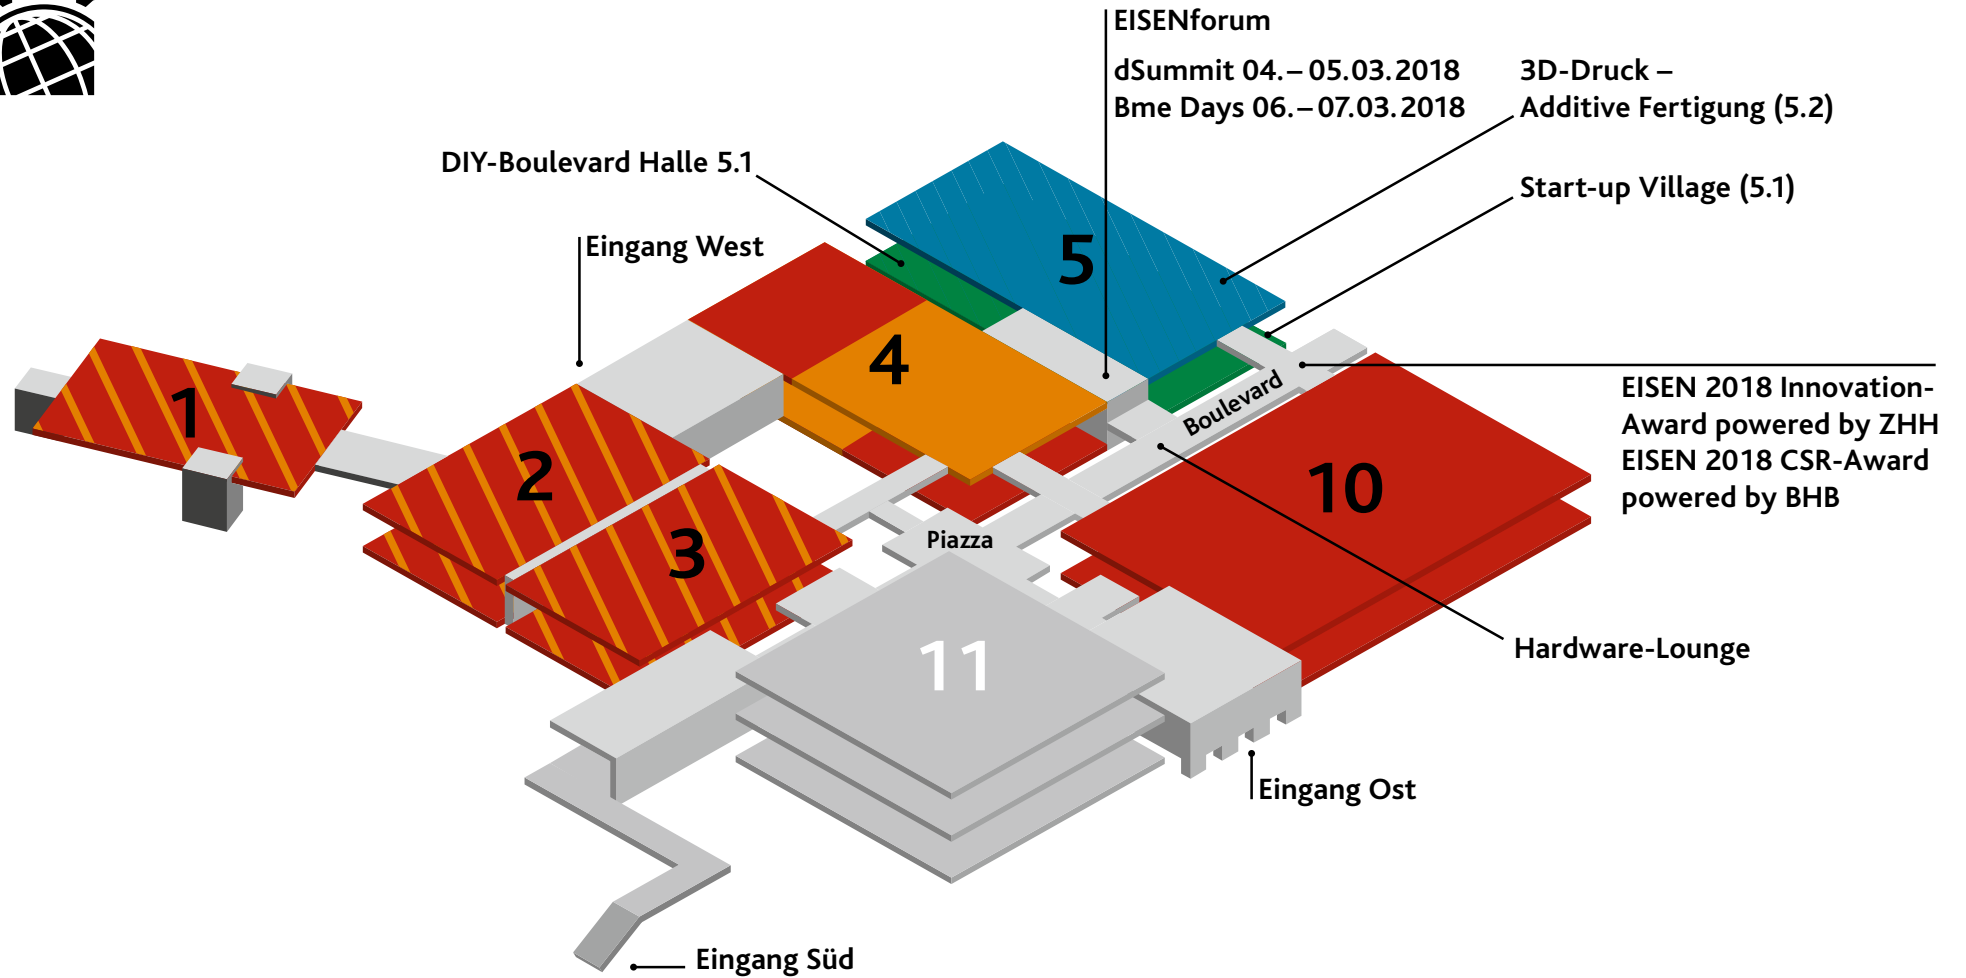 EISENforum
dSummit 04. – 05.03.2018
Bme Days 06. – 07.03.2018
3D-Druck –
Additive Fertigung (5.2)
DIY-Boulevard Halle 5.1
Start-up Village (5.1)
Eingang West
5
4
1
Boulevard
EISEN 2018 Innovation-
Award powered by ZHH
EISEN 2018 CSR-Award
powered by BHB
2
10
3
Piazza
11
Hardware-Lounge
Eingang Ost
Eingang Süd